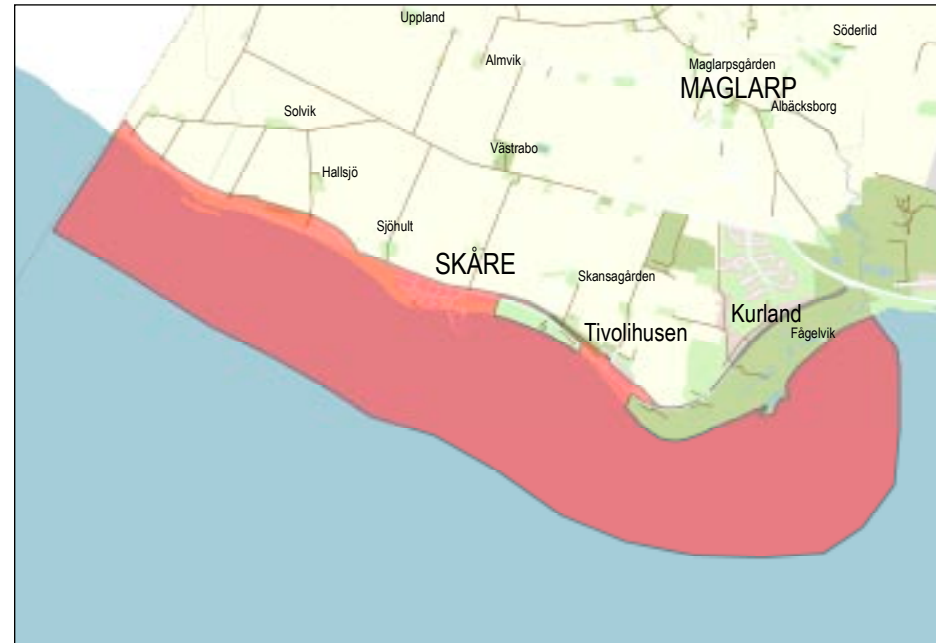 Uppland
Söderlid
Almvik
Maglarpsgården
MAGLARP
Albäcksborg
Solvik
Västrabo
Hallsjö
Sjöhult
SKÅRE
Skansagården
Kurland
Tivolihusen
Fågelvik